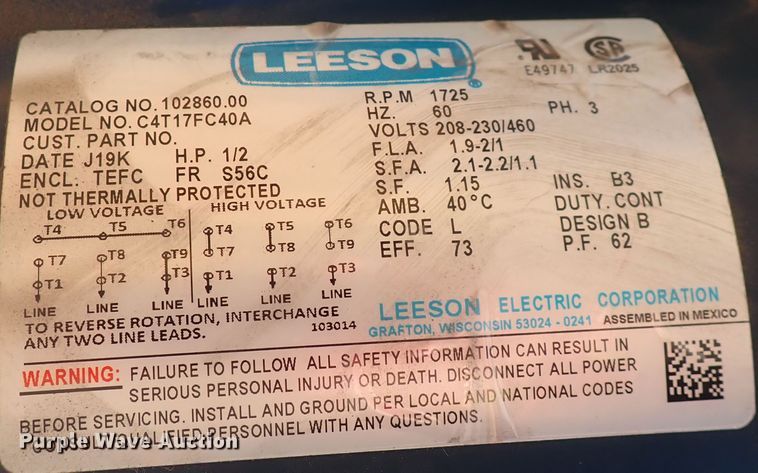 LEESON
E49747 LR2025
CATALOG NO. 102860.00
MODEL NO. C4T17FC40A
CUST. PART NO.
DATE J19K H.P. 1/2
ENCL. TEFC FR S56C
NOT THERMALLY PROTECTED
R.P.M 1725
HZ. 60 PH. 3
VOLTS 208-230/460
F.L.A. 1.9-2/1
S.F.A. 2.1-2.2/1.1
S.F. 1.15 INS. B3
AMB. 40°C DUTY. CONT
CODE L DESIGN B
EFF. 73 P.F. 62
LOW VOLTAGE HIGH VOLTAGE
T4 T5 T6 T4 T5 T6
T7 T8 T9 T7 T8 T9
T1 T2 T3 T1 T2 T3
LINE LINE LINE LINE LINE LINE
TO REVERSE ROTATION, INTERCHANGE
ANY TWO LINE LEADS. 103014
LEESON ELECTRIC CORPORATION
GRAFTON, WISCONSIN 53024 - 0241 ASSEMBLED IN MEXICO
WARNING: FAILURE TO FOLLOW ALL SAFETY INFORMATION CAN RESULT IN
SERIOUS PERSONAL INJURY OR DEATH. DISCONNECT ALL POWER
BEFORE SERVICING. INSTALL AND GROUND PER LOCAL AND NATIONAL CODES
QUALIFIED PERSONNEL WITH ANY QUESTIONS.
Purple Wave Auction